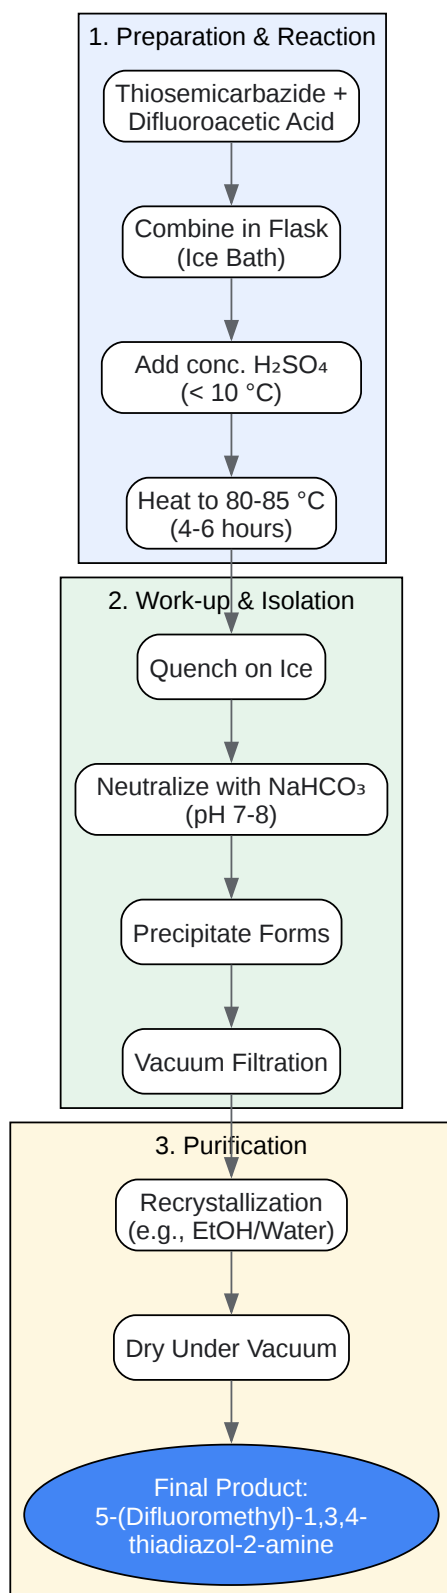 1. Preparation & Reaction
Thiosemicarbazide +
Difluoroacetic Acid
Combine in Flask
(Ice Bath)
Add conc. H₂SO₄
(< 10 °C)
Heat to 80-85 °C
(4-6 hours)
2. Work-up & Isolation
Quench on Ice
Neutralize with NaHCO₃
(pH 7-8)
Precipitate Forms
Vacuum Filtration
3. Purification
Recrystallization
(e.g., EtOH/Water)
Dry Under Vacuum
Final Product:
5-(Difluoromethyl)-1,3,4-
thiadiazol-2-amine